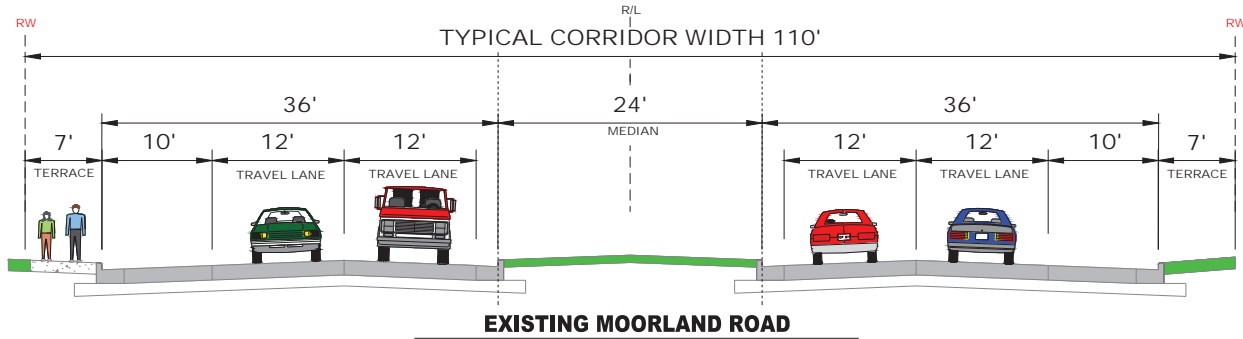 R/L
RW
RW
TYPICAL CORRIDOR WIDTH 110'
36'
24'
36'
MEDIAN
7'
10'
12'
12'
12'
12'
10'
7'
TERRACE
TRAVEL LANE
TRAVEL LANE
TRAVEL LANE
TRAVEL LANE
TERRACE
EXISTING MOORLAND ROAD